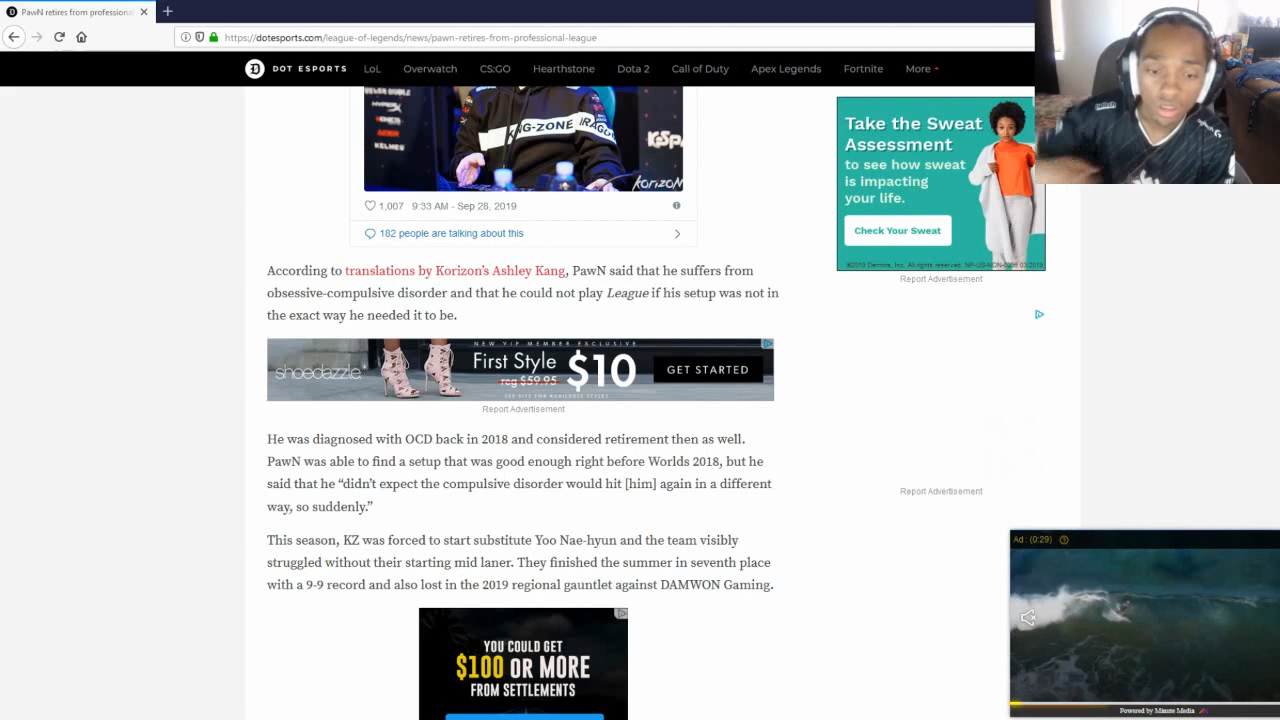 PawN retires from professional
https://dotesports.com/league-of-legends/news/pawn-retires-from-professional-league
DOT ESPORTS LoL Overwatch CS:GO Hearthstone Dota 2 Call of Duty Apex Legends Fortnite More
KING-ZONE DRAGO
KeSPA
korizon
1,007 9:33 AM - Sep 28, 2019
182 people are talking about this
According to translations by Korizon's Ashley Kang, PawN said that he suffers from
obsessive-compulsive disorder and that he could not play League if his setup was not in
the exact way he needed it to be.
NEW VIP MEMBER EXCLUSIVE
shoedazzle First Style $10 GET STARTED
reg $59.95
Report Advertisement
He was diagnosed with OCD back in 2018 and considered retirement then as well.
PawN was able to find a setup that was good enough right before Worlds 2018, but he
said that he “didn’t expect the compulsive disorder would hit [him] again in a different
way, so suddenly.”
This season, KZ was forced to start substitute Yoo Nae-hyun and the team visibly
struggled without their starting mid laner. They finished the summer in seventh place
with a 9-9 record and also lost in the 2019 regional gauntlet against DAMWON Gaming.
YOU COULD GET
$100 OR MORE
FROM SETTLEMENTS
Take the Sweat
Assessment
to see how sweat
is impacting
your life.
Check Your Sweat
Report Advertisement
Report Advertisement
twitch
Ad : (0:29)
Powered by Minute Media